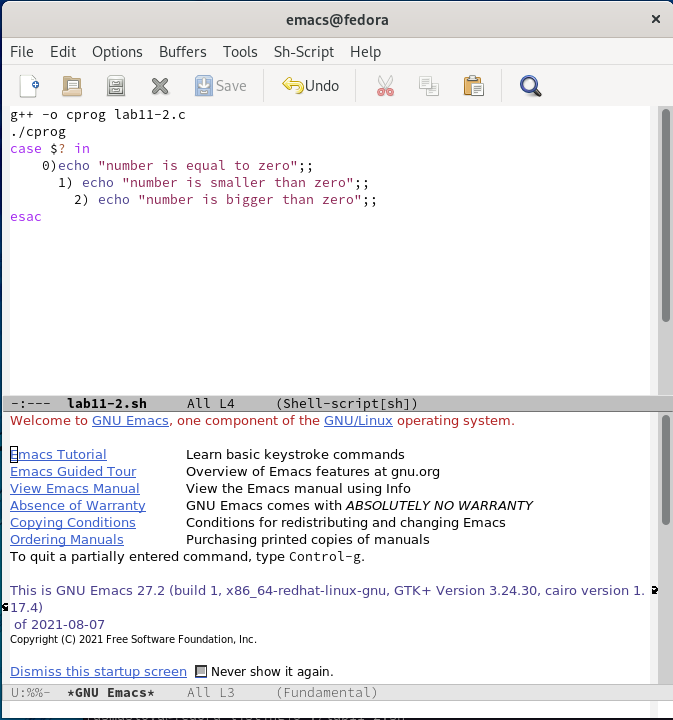 emacs@fedora ×
File Edit Options Buffers Tools Sh-Script Help
Save Undo
g++ -o cprog lab11-2.c
./cprog
case $? in
    0)echo "number is equal to zero";;
      1) echo "number is smaller than zero";;
        2) echo "number is bigger than zero";;
esac
-:---  lab11-2.sh     All L4     (Shell-script[sh])
Welcome to GNU Emacs, one component of the GNU/Linux operating system.
Emacs Tutorial Learn basic keystroke commands
Emacs Guided Tour Overview of Emacs features at gnu.org
View Emacs Manual View the Emacs manual using Info
Absence of Warranty GNU Emacs comes with ABSOLUTELY NO WARRANTY
Copying Conditions Conditions for redistributing and changing Emacs
Ordering Manuals Purchasing printed copies of manuals
To quit a partially entered command, type Control-g.
This is GNU Emacs 27.2 (build 1, x86_64-redhat-linux-gnu, GTK+ Version 3.24.30, cairo version 1.
17.4)
 of 2021-08-07
Copyright (C) 2021 Free Software Foundation, Inc.
Dismiss this startup screen Never show it again.
U:%%-  *GNU Emacs*    All L3     (Fundamental)